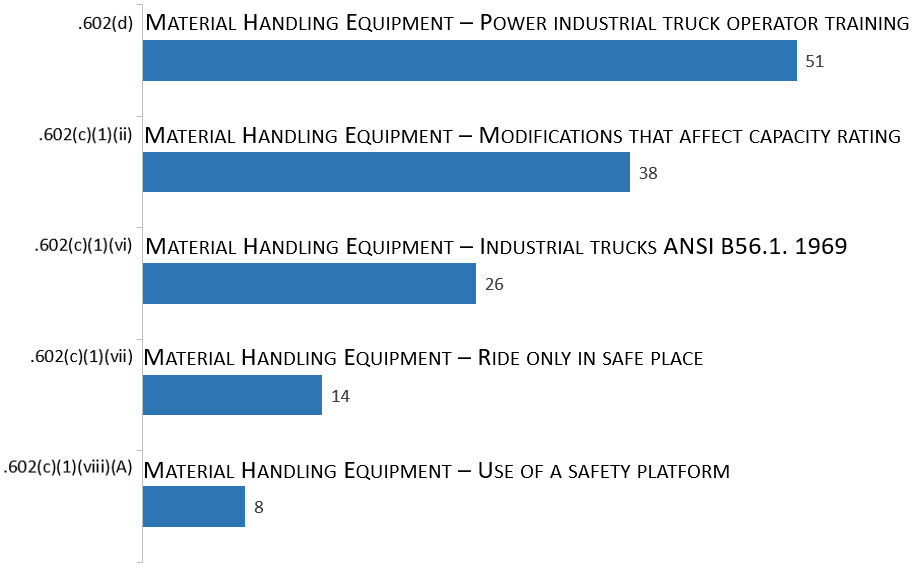 .602(d) Material Handling Equipment – Power industrial truck operator training
51
.602(c)(1)(ii) Material Handling Equipment – Modifications that affect capacity rating
38
.602(c)(1)(vi) Material Handling Equipment – Industrial trucks ANSI B56.1. 1969
26
.602(c)(1)(vii) Material Handling Equipment – Ride only in safe place
14
.602(c)(1)(viii)(A) Material Handling Equipment – Use of a safety platform
8